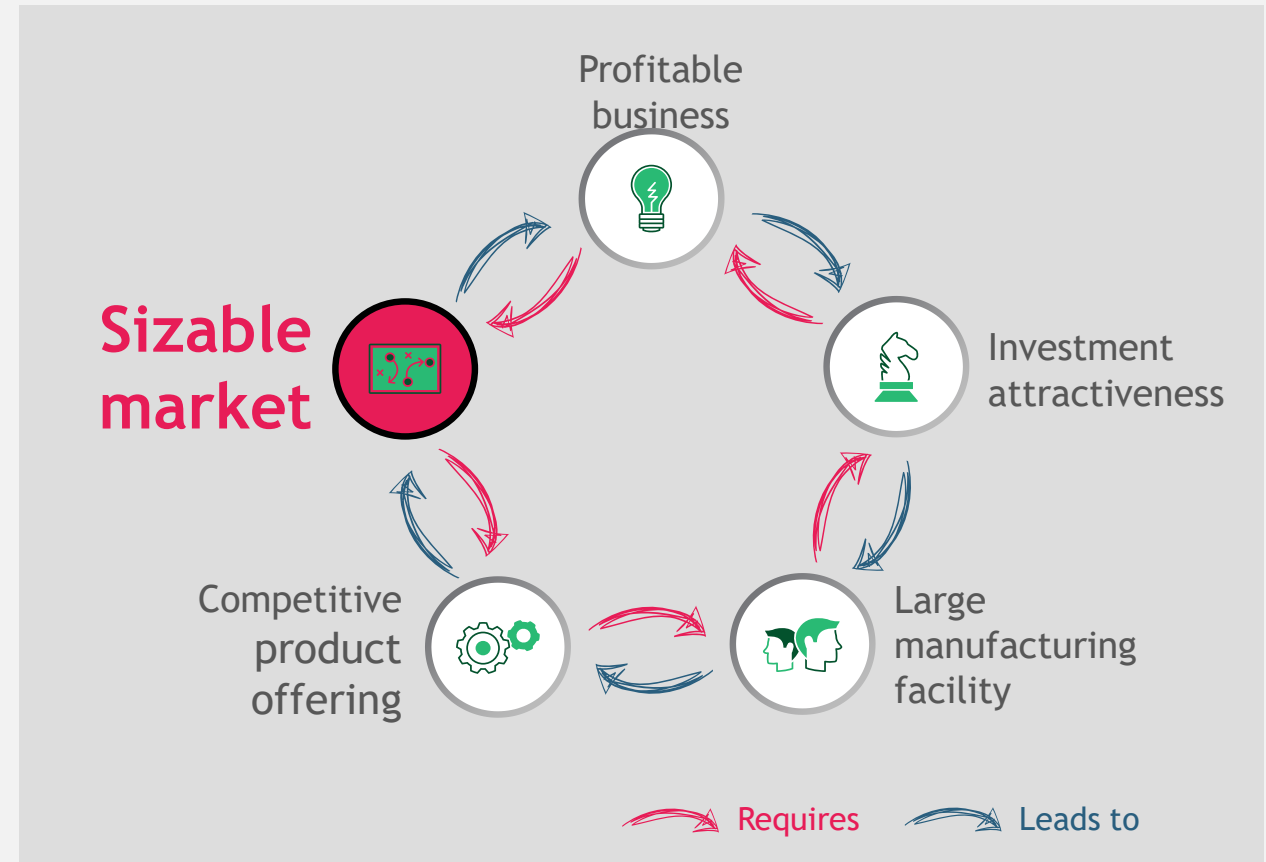 Profitable
business
Sizable
market
Investment
attractiveness
Competitive
product
offering
Large
manufacturing
facility
Requires
Leads to